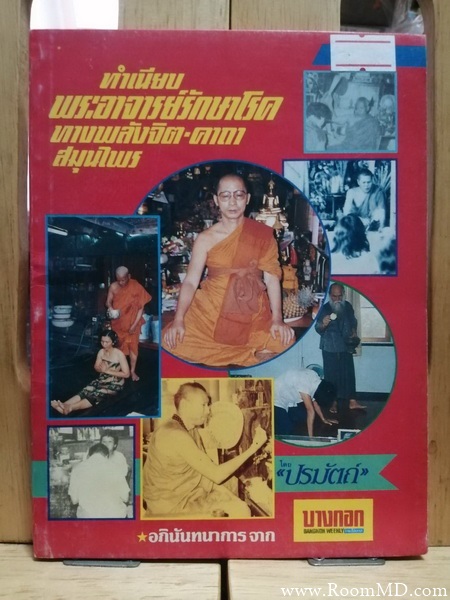 ทำเนียบ
พระอาจารย์รักษาโรค
ทางพลังจิต-คาถา
สมุนไพร
โดย
"ปรมัตถ์"
บางกอก
BANGKOK WEEKLY
★อภินันทนาการ จาก
www.RoomMD.com